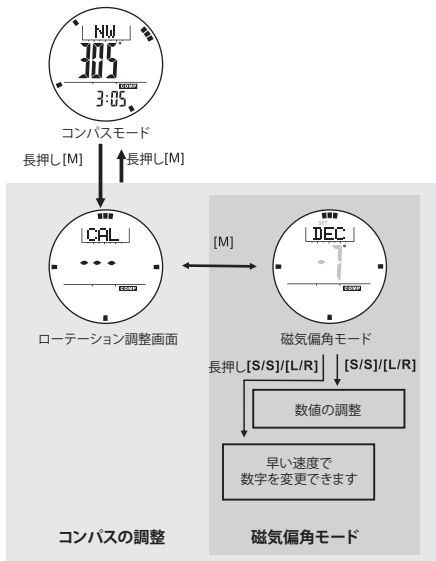 NW
305°
COMP
3:05
コンパスモード
長押し[M]
長押し[M]
CAL
COMP
ローテーション調整画面
[M]
SET
DEC
-7
COMP
磁気偏角モード
長押し[S/S]/[L/R]
[S/S]/[L/R]
数値の調整
早い速度で
数字を変更できます
コンパスの調整
磁気偏角モード